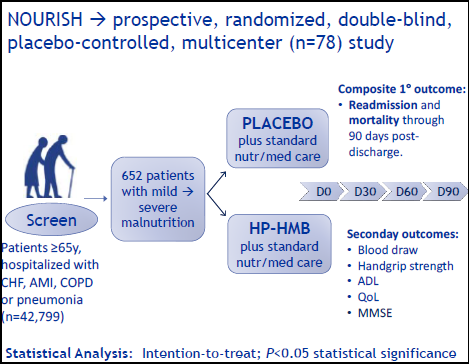 NOURISH → prospective, randomized, double-blind,
placebo-controlled, multicenter (n=78) study
Screen
Patients ≥65y,
hospitalized with
CHF, AMI, COPD
or pneumonia
(n=42,799)
652 patients
with mild →
severe
malnutrition
PLACEBO
plus standard
nutr/med care
HP-HMB
plus standard
nutr/med care
Composite 1° outcome:
• Readmission and
mortality through
90 days post-
discharge.
D0 D30 D60 D90
Seconday outcomes:
• Blood draw
• Handgrip strength
• ADL
• QoL
• MMSE
Statistical Analysis: Intention-to-treat; P<0.05 statistical significance